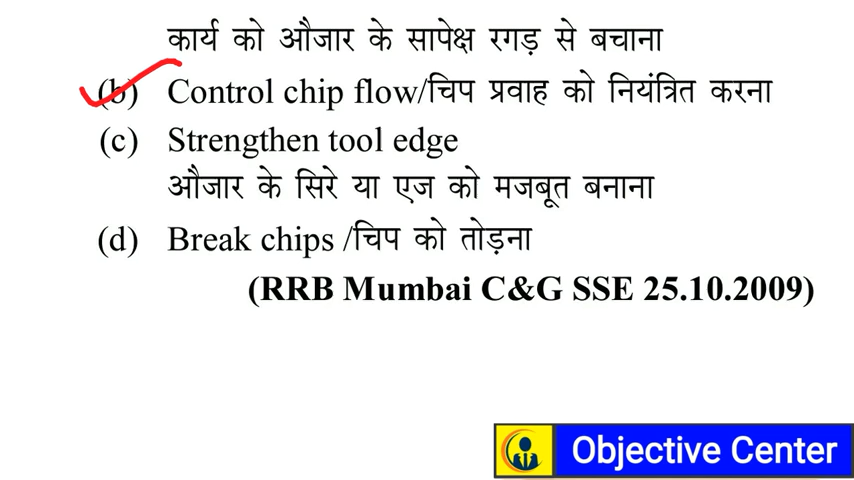 कार्य को औजार के सापेक्ष रगड़ से बचाना
(b) Control chip flow/चिप प्रवाह को नियंत्रित करना
(c) Strengthen tool edge
औजार के सिरे या एज को मजबूत बनाना
(d) Break chips /चिप को तोड़ना
(RRB Mumbai C&G SSE 25.10.2009)
Objective Center